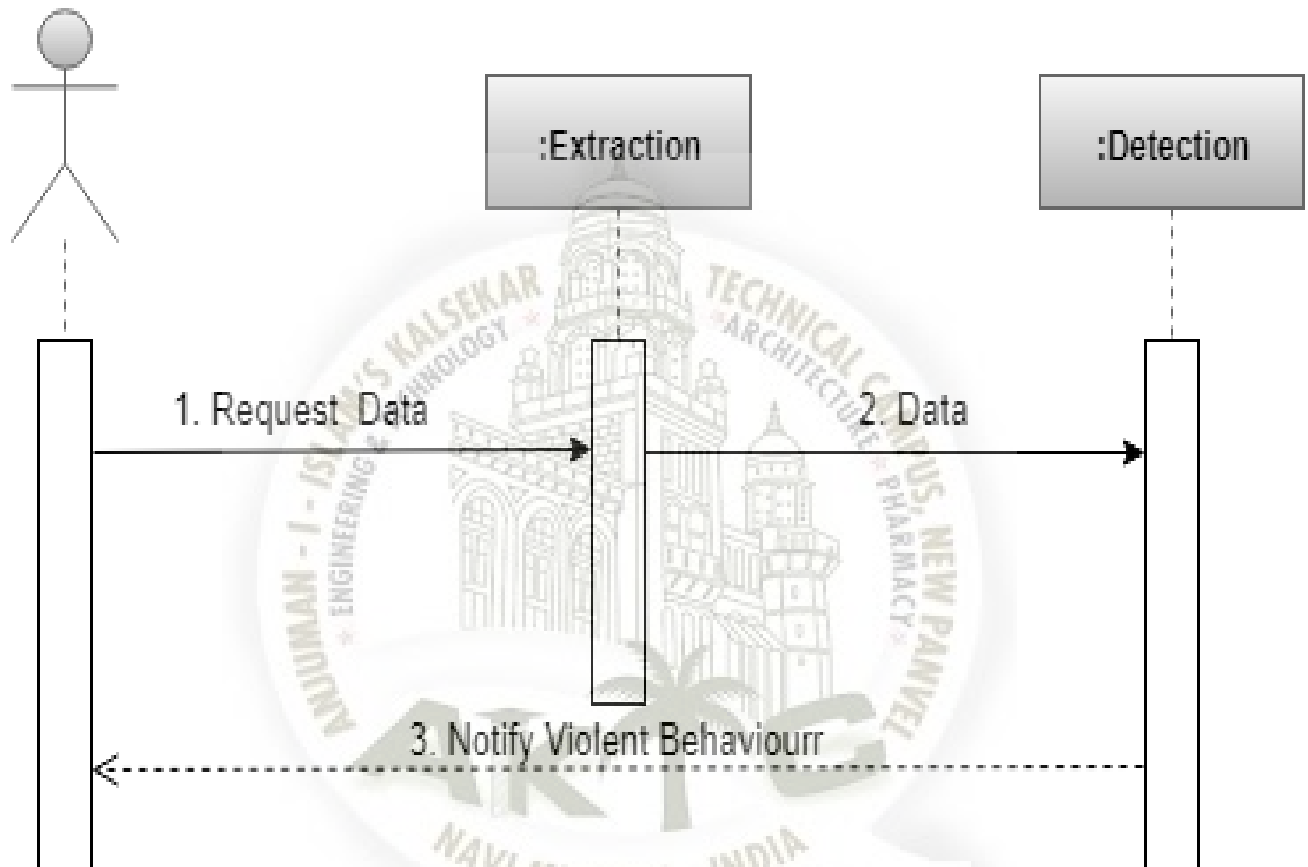 :Extraction
:Detection
ANJUMAN - I - ISLAM'S KALSEKAR TECHNICAL CAMPUS, NEW PANVEL
ENGINEERING & TECHNOLOGY * ARCHITECTURE * PHARMACY *
1. Request Data
2. Data
3. Notify Violent Behaviourr
AKTC
NAVI INDIA